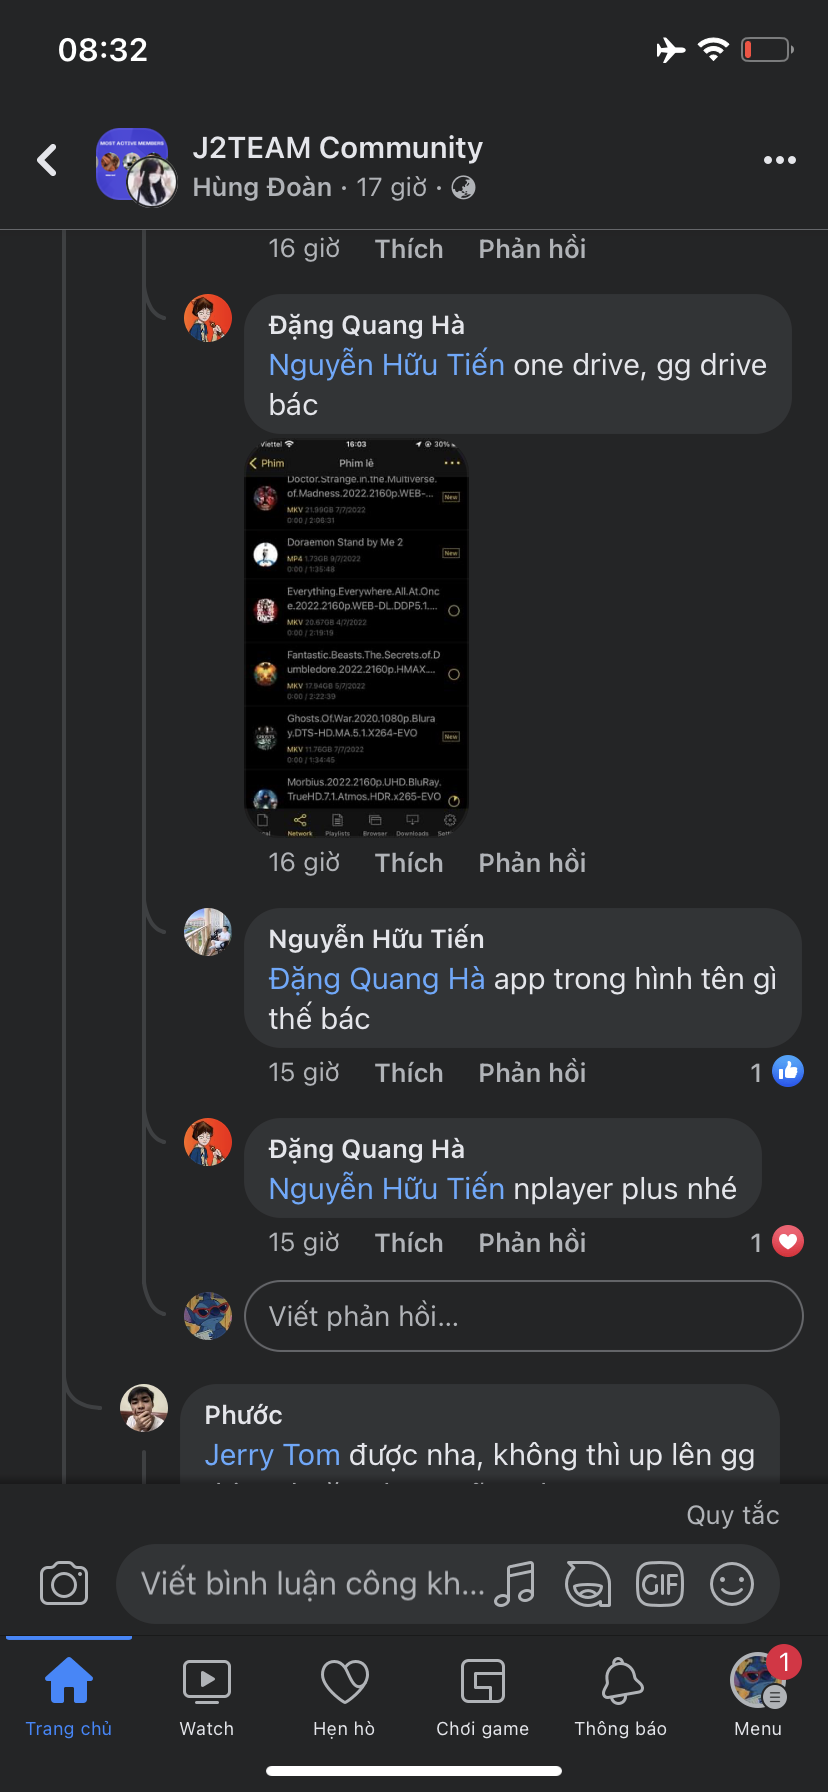 08:32
MOST ACTIVE MEMBERS
J2TEAM Community
Hùng Đoàn · 17 giờ ·
16 giờ Thích Phản hồi
Đặng Quang Hà
Nguyễn Hữu Tiến one drive, gg drive
bác
Viettel 16:03 30%
Phim Phim lẻ
Doctor.Strange.in.the.Multiverse.
of.Madness.2022.2160p.WEB-... New
MKV 21.99GB 7/7/2022
0:00 / 2:06:31
Doraemon Stand by Me 2 New
MP4 1.73GB 9/7/2022
0:00 / 1:35:48
Everything.Everywhere.All.At.Onc
e.2022.2160p.WEB-DL.DDP5.1....
MKV 20.67GB 4/7/2022
0:00 / 2:19:19
Fantastic.Beasts.The.Secrets.of.D
umbledore.2022.2160p.HMAX....
MKV 17.94GB 5/7/2022
0:00 / 2:22:39
Ghosts.Of.War.2020.1080p.Blura
y.DTS-HD.MA.5.1.X264-EVO New
MKV 11.76GB 7/7/2022
0:00 / 1:34:45
Morbius.2022.2160p.UHD.BluRay.
TrueHD.7.1.Atmos.HDR.x265-EVO
Network Playlists Browser Downloads
16 giờ Thích Phản hồi
Nguyễn Hữu Tiến
Đặng Quang Hà app trong hình tên gì
thế bác
15 giờ Thích Phản hồi 1
Đặng Quang Hà
Nguyễn Hữu Tiến nplayer plus nhé
15 giờ Thích Phản hồi 1
Viết phản hồi...
Phước
Jerry Tom được nha, không thì up lên gg
Quy tắc
Viết bình luận công kh... GIF
1
Trang chủ Watch Hẹn hò Chơi game Thông báo Menu